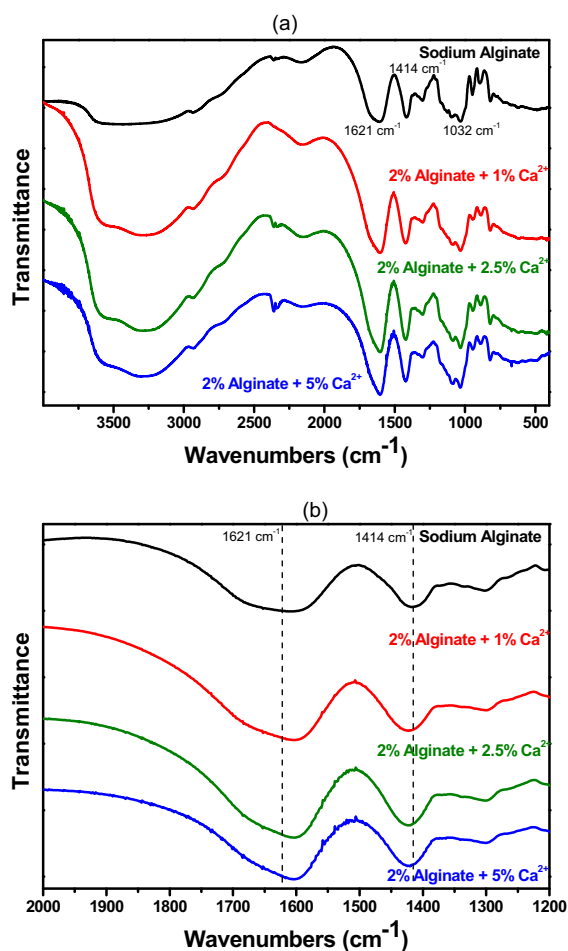 (a)
Sodium Alginate
1414 cm⁻¹
1621 cm⁻¹
1032 cm⁻¹
2% Alginate + 1% Ca²⁺
2% Alginate + 2.5% Ca²⁺
2% Alginate + 5% Ca²⁺
Transmittance
3500 3000 2500 2000 1500 1000 500
Wavenumbers (cm⁻¹)
(b)
1621 cm⁻¹ 1414 cm⁻¹
Sodium Alginate
2% Alginate + 1% Ca²⁺
2% Alginate + 2.5% Ca²⁺
2% Alginate + 5% Ca²⁺
Transmittance
2000 1900 1800 1700 1600 1500 1400 1300 1200
Wavenumbers (cm⁻¹)